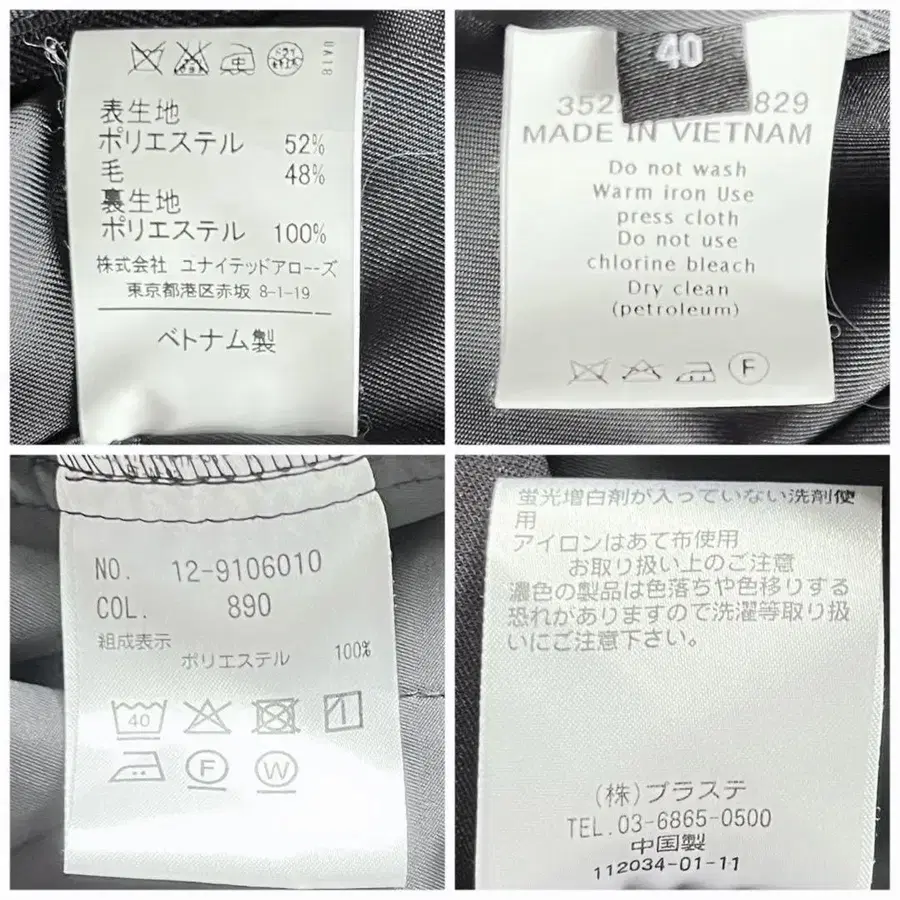 UA18
表生地
ポリエステル 52%
毛 48%
裏生地
ポリエステル 100%
株式会社 ユナイテッドアローズ
東京都港区赤坂 8-1-19
ベトナム製
40
352 829
MADE IN VIETNAM
Do not wash
Warm iron Use
press cloth
Do not use
chlorine bleach
Dry clean
(petroleum)
F
NO. 12-9106010
COL. 890
組成表示
ポリエステル 100%
40
F W
蛍光増白剤が入っていない洗剤使
用
アイロンはあて布使用
お取り扱い上のご注意
濃色の製品は色落ちや色移りする
恐れがありますので洗濯等取り扱
いにご注意下さい。
(株)プラステ
TEL.03-6865-0500
中国製
112034-01-11